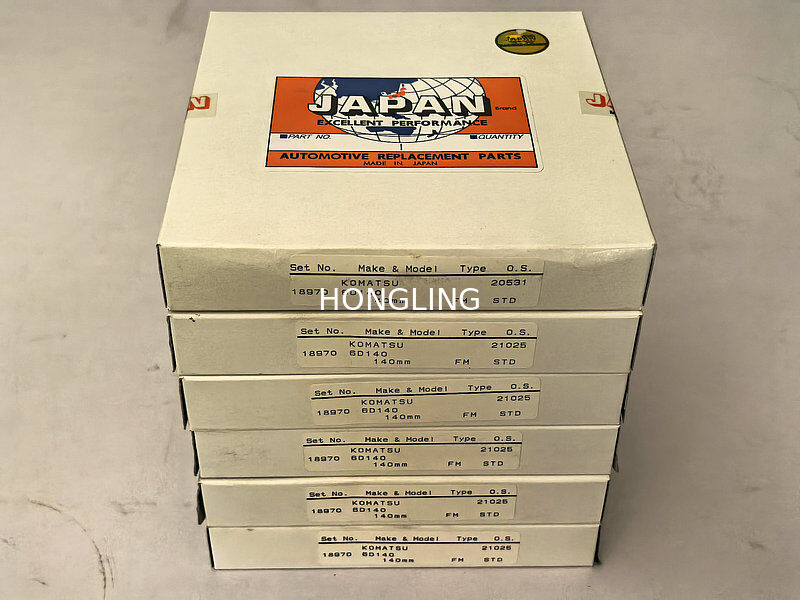 JAPAN
Brand
EXCELLENT PERFORMANCE
■PART NO. ■QUANTITY
1
AUTOMOTIVE REPLACEMENT PARTS
MADE IN JAPAN
Set No. Make & Model Type O.S.
KOMATSU 20531
18970 6D140
140mm FM STD
HONGLING
Set No. Make & Model Type O.S.
KOMATSU 21025
18970 6D140
140mm FM STD
Set No. Make & Model Type O.S.
KOMATSU 21025
18970 6D140
140mm FM STD
Set No. Make & Model Type O.S.
KOMATSU 21025
18970 6D140
140mm FM STD
Set No. Make & Model Type O.S.
KOMATSU 21025
18970 6D140
140mm FM STD
Set No. Make & Model Type O.S.
KOMATSU 21025
18970 6D140
140mm FM STD